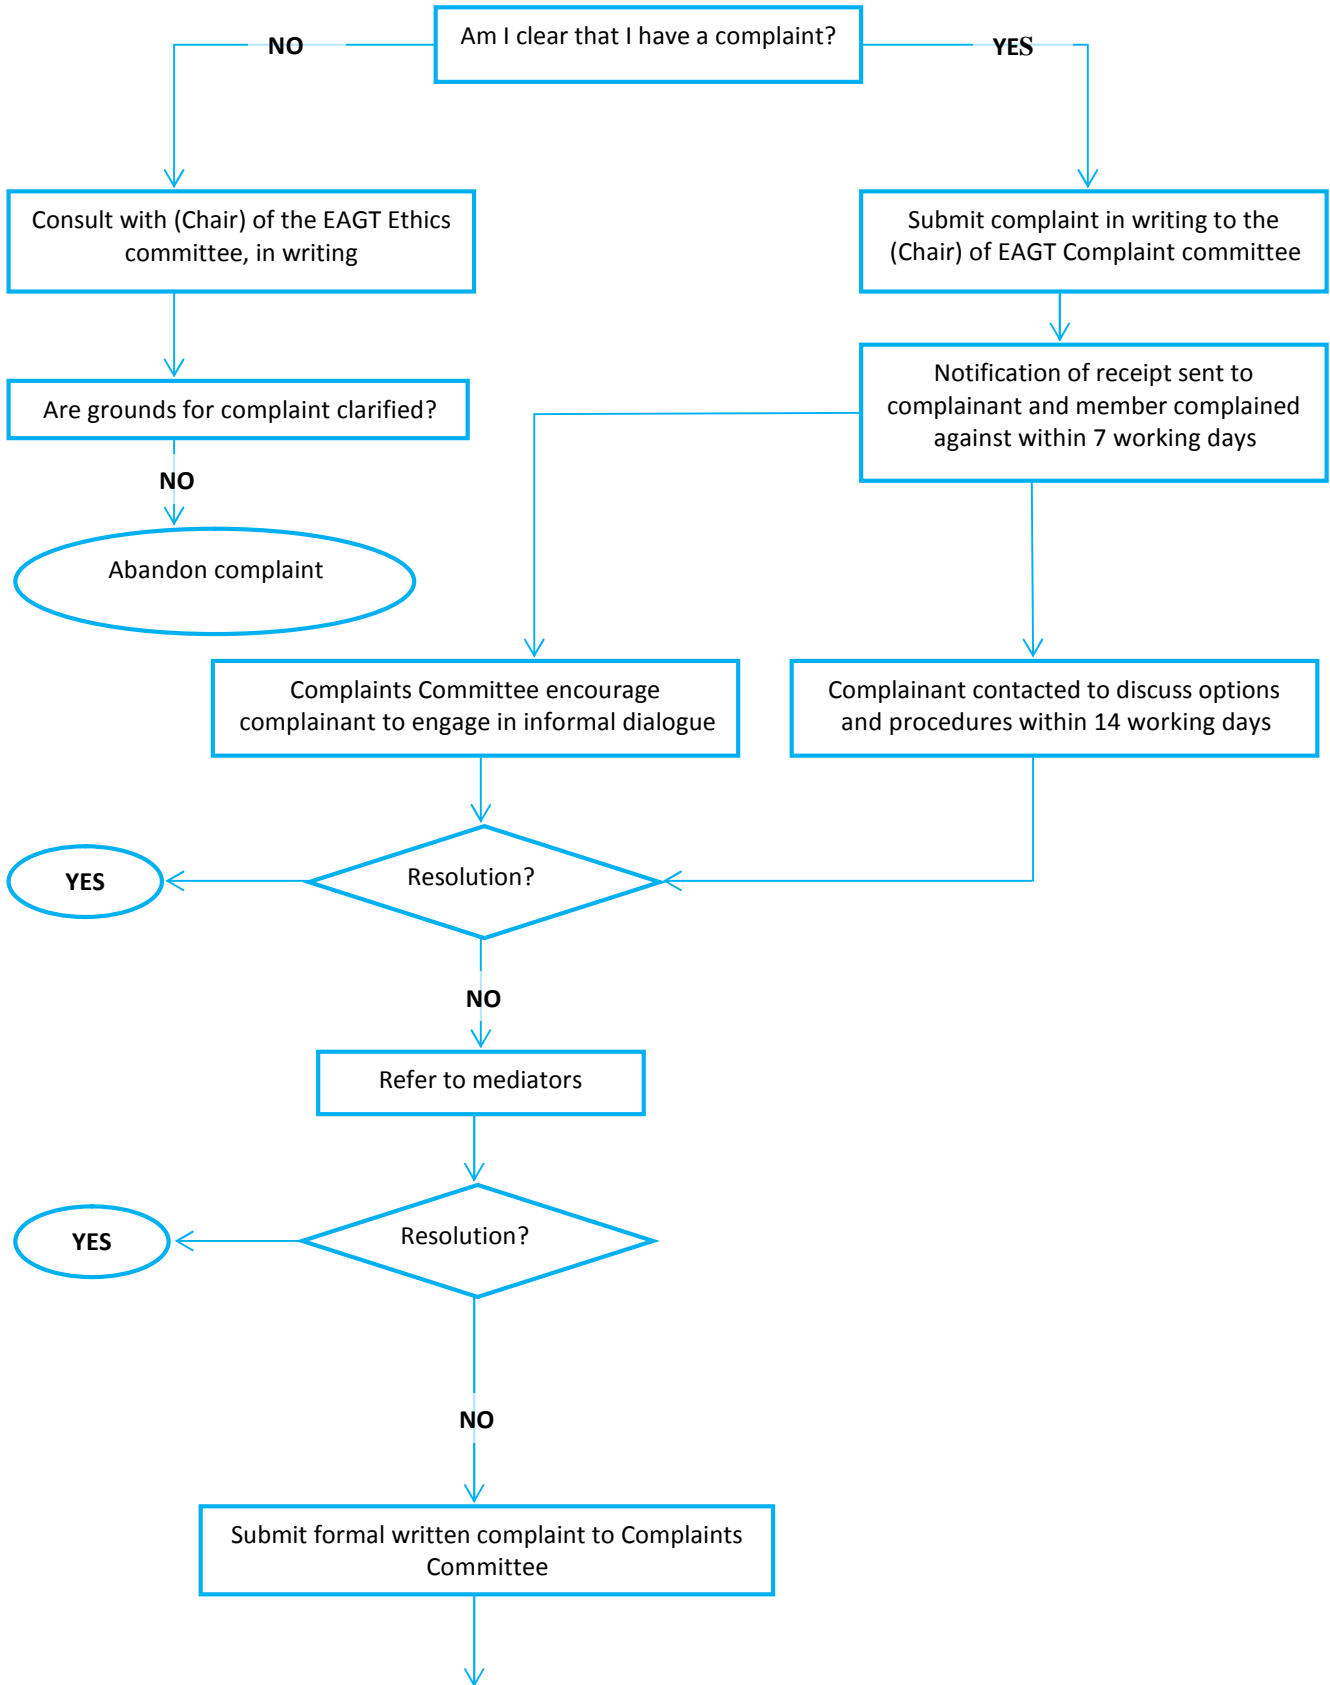 Am I clear that I have a complaint?
NO
YES
Consult with (Chair) of the EAGT Ethics
committee, in writing
Submit complaint in writing to the
(Chair) of EAGT Complaint committee
Notification of receipt sent to
complainant and member complained
against within 7 working days
Are grounds for complaint clarified?
NO
Abandon complaint
Complaints Committee encourage
complainant to engage in informal dialogue
Complainant contacted to discuss options
and procedures within 14 working days
Resolution?
YES
NO
Refer to mediators
Resolution?
YES
NO
Submit formal written complaint to Complaints
Committee